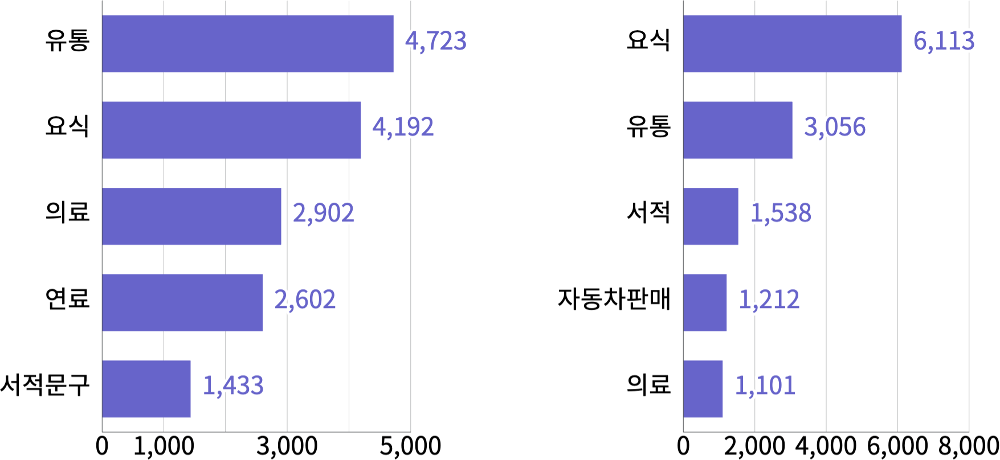 유통 4,723
요식 4,192
의료 2,902
연료 2,602
서적문구 1,433
0 1,000 3,000 5,000
요식 6,113
유통 3,056
서적 1,538
자동차판매 1,212
의료 1,101
0 2,000 4,000 6,000 8,000